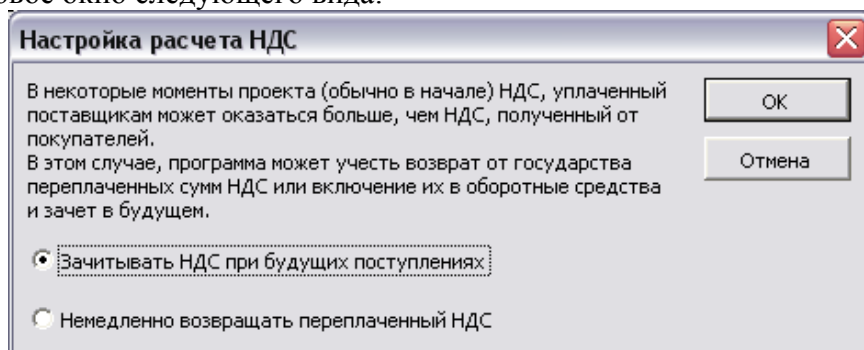 овое окно следующего вида:
Настройка расчета НДС
В некоторые моменты проекта (обычно в начале) НДС, уплаченный
поставщикам может оказаться больше, чем НДС, полученный от
покупателей.
В этом случае, программа может учесть возврат от государства
переплаченных сумм НДС или включение их в оборотные средства
и зачет в будущем.
OK
Отмена
Зачитывать НДС при будущих поступлениях
Немедленно возвращать переплаченный НДС